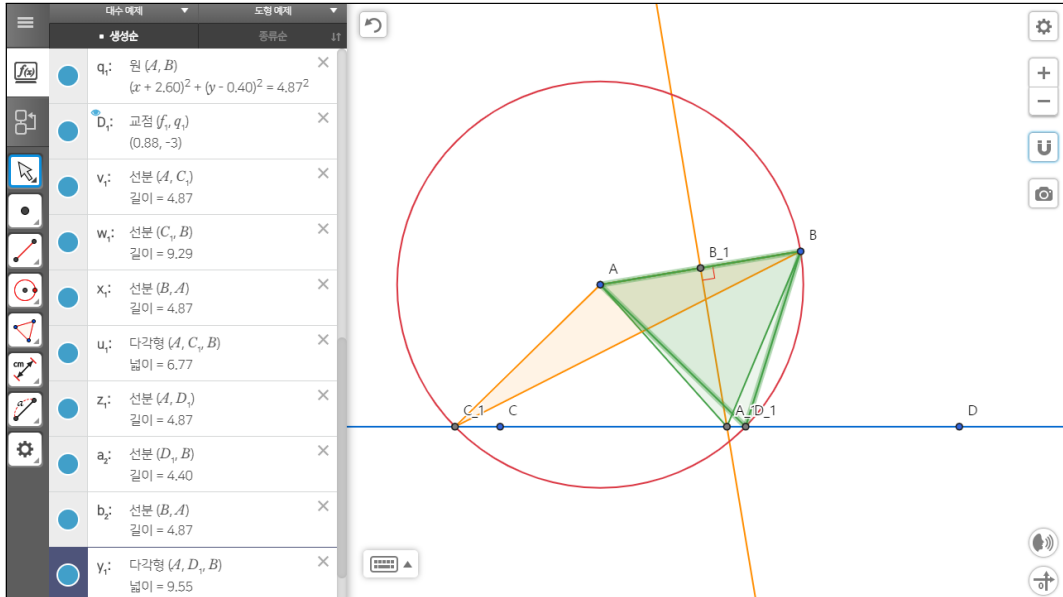 대수 예제 ▼ 도형 예제 ▼
▪ 생성순 종류순 ↓↑
f(x)
q₁: 원 (A, B)
(x + 2.60)² + (y - 0.40)² = 4.87²
D₁: 교점 (f₁, q₁)
(0.88, -3)
v₁: 선분 (A, C₁)
길이 = 4.87
w₁: 선분 (C₁, B)
길이 = 9.29
x₁: 선분 (B, A)
길이 = 4.87
u₁: 다각형 (A, C₁, B)
넓이 = 6.77
z₁: 선분 (A, D₁)
길이 = 4.87
a₂: 선분 (D₁, B)
길이 = 4.40
b₂: 선분 (B, A)
길이 = 4.87
y₁: 다각형 (A, D₁, B)
넓이 = 9.55
cm
a
B
B_1
A
C_1 C D_1 D
0